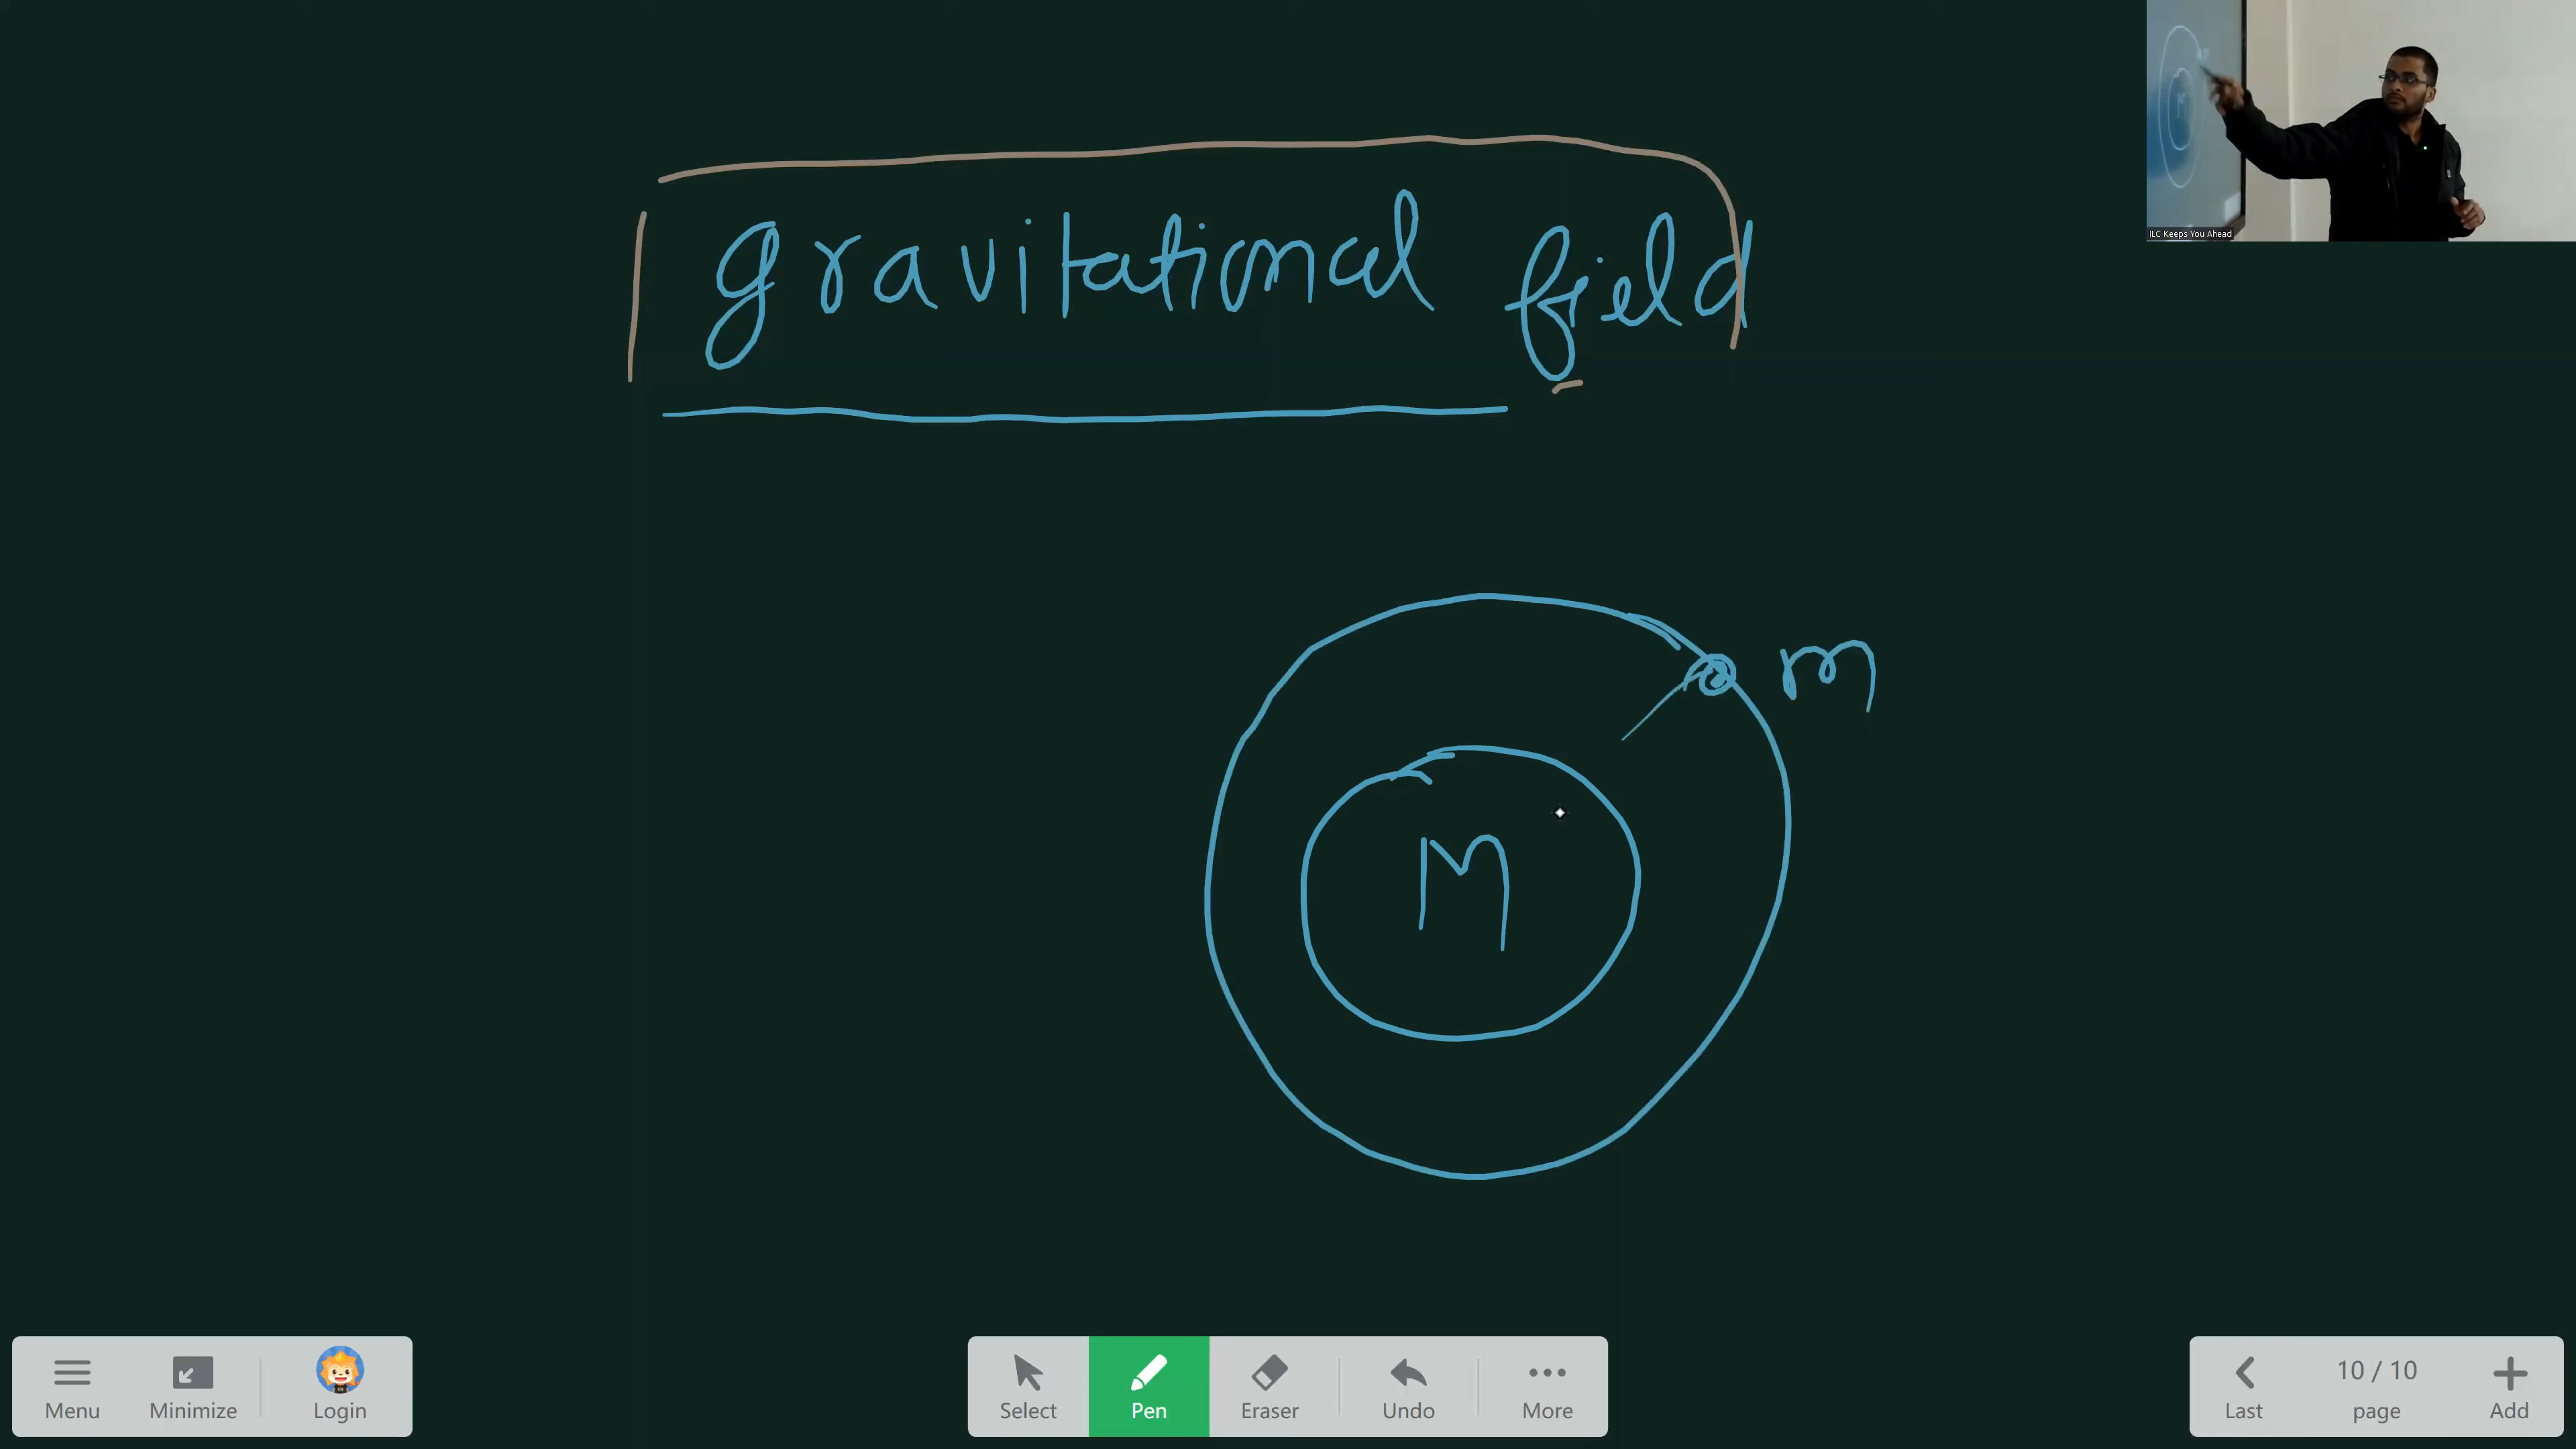 ILC Keeps You Ahead
gravitational field
m
M
Menu
Minimize
Login
Select
Pen
Eraser
Undo
More
Last
10 / 10
page
Add